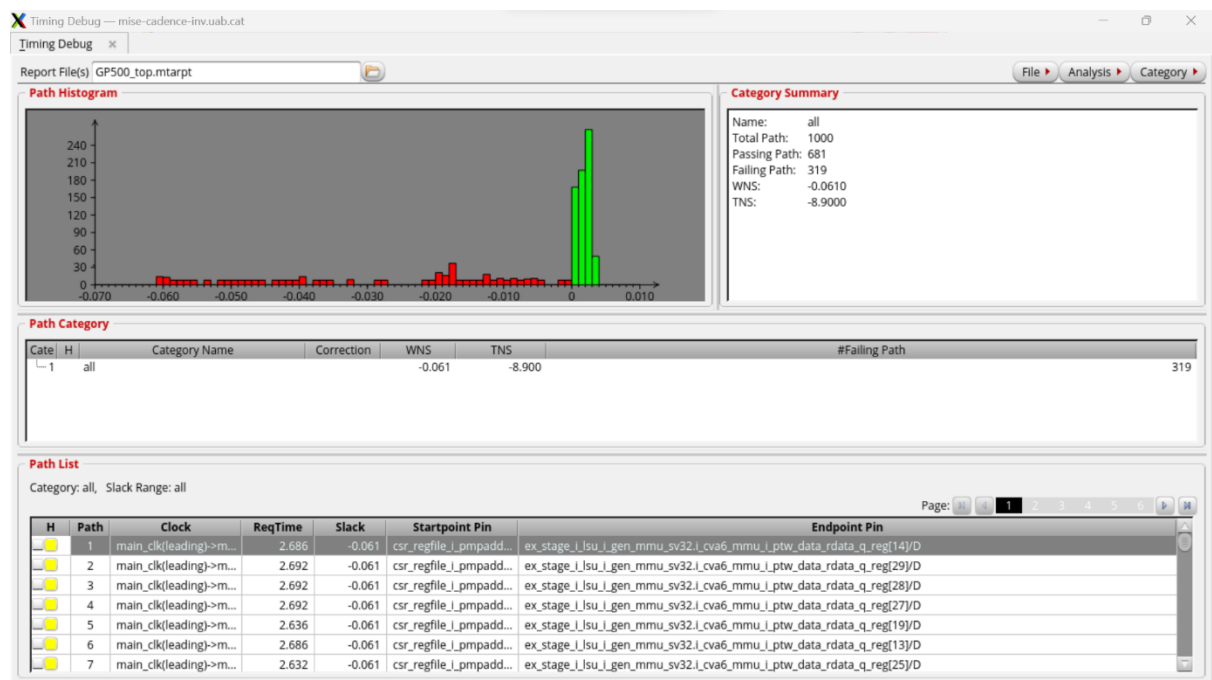 Timing Debug — mise-cadence-inv.uab.cat
Timing Debug ×
Report File(s) GP500_top.mtarpt File Analysis Category
Path Histogram
240
210
180
150
120
90
60
30
0
-0.070 -0.060 -0.050 -0.040 -0.030 -0.020 -0.010 0 0.010
Category Summary
Name: all
Total Path: 1000
Passing Path: 681
Failing Path: 319
WNS: -0.0610
TNS: -8.9000
Path Category
Cate H Category Name Correction WNS TNS #Failing Path
1 all -0.061 -8.900 319
Path List
Category: all, Slack Range: all
Page: 1 2 3 4 5 6
H Path Clock ReqTime Slack Startpoint Pin Endpoint Pin
1 main_clk(leading)->m... 2.686 -0.061 csr_regfile_i_pmpadd... ex_stage_i_lsu_i_gen_mmu_sv32.i_cva6_mmu_i_ptw_data_rdata_q_reg[14]/D
2 main_clk(leading)->m... 2.692 -0.061 csr_regfile_i_pmpadd... ex_stage_i_lsu_i_gen_mmu_sv32.i_cva6_mmu_i_ptw_data_rdata_q_reg[29]/D
3 main_clk(leading)->m... 2.692 -0.061 csr_regfile_i_pmpadd... ex_stage_i_lsu_i_gen_mmu_sv32.i_cva6_mmu_i_ptw_data_rdata_q_reg[28]/D
4 main_clk(leading)->m... 2.692 -0.061 csr_regfile_i_pmpadd... ex_stage_i_lsu_i_gen_mmu_sv32.i_cva6_mmu_i_ptw_data_rdata_q_reg[27]/D
5 main_clk(leading)->m... 2.636 -0.061 csr_regfile_i_pmpadd... ex_stage_i_lsu_i_gen_mmu_sv32.i_cva6_mmu_i_ptw_data_rdata_q_reg[19]/D
6 main_clk(leading)->m... 2.686 -0.061 csr_regfile_i_pmpadd... ex_stage_i_lsu_i_gen_mmu_sv32.i_cva6_mmu_i_ptw_data_rdata_q_reg[13]/D
7 main_clk(leading)->m... 2.632 -0.061 csr_regfile_i_pmpadd... ex_stage_i_lsu_i_gen_mmu_sv32.i_cva6_mmu_i_ptw_data_rdata_q_reg[25]/D